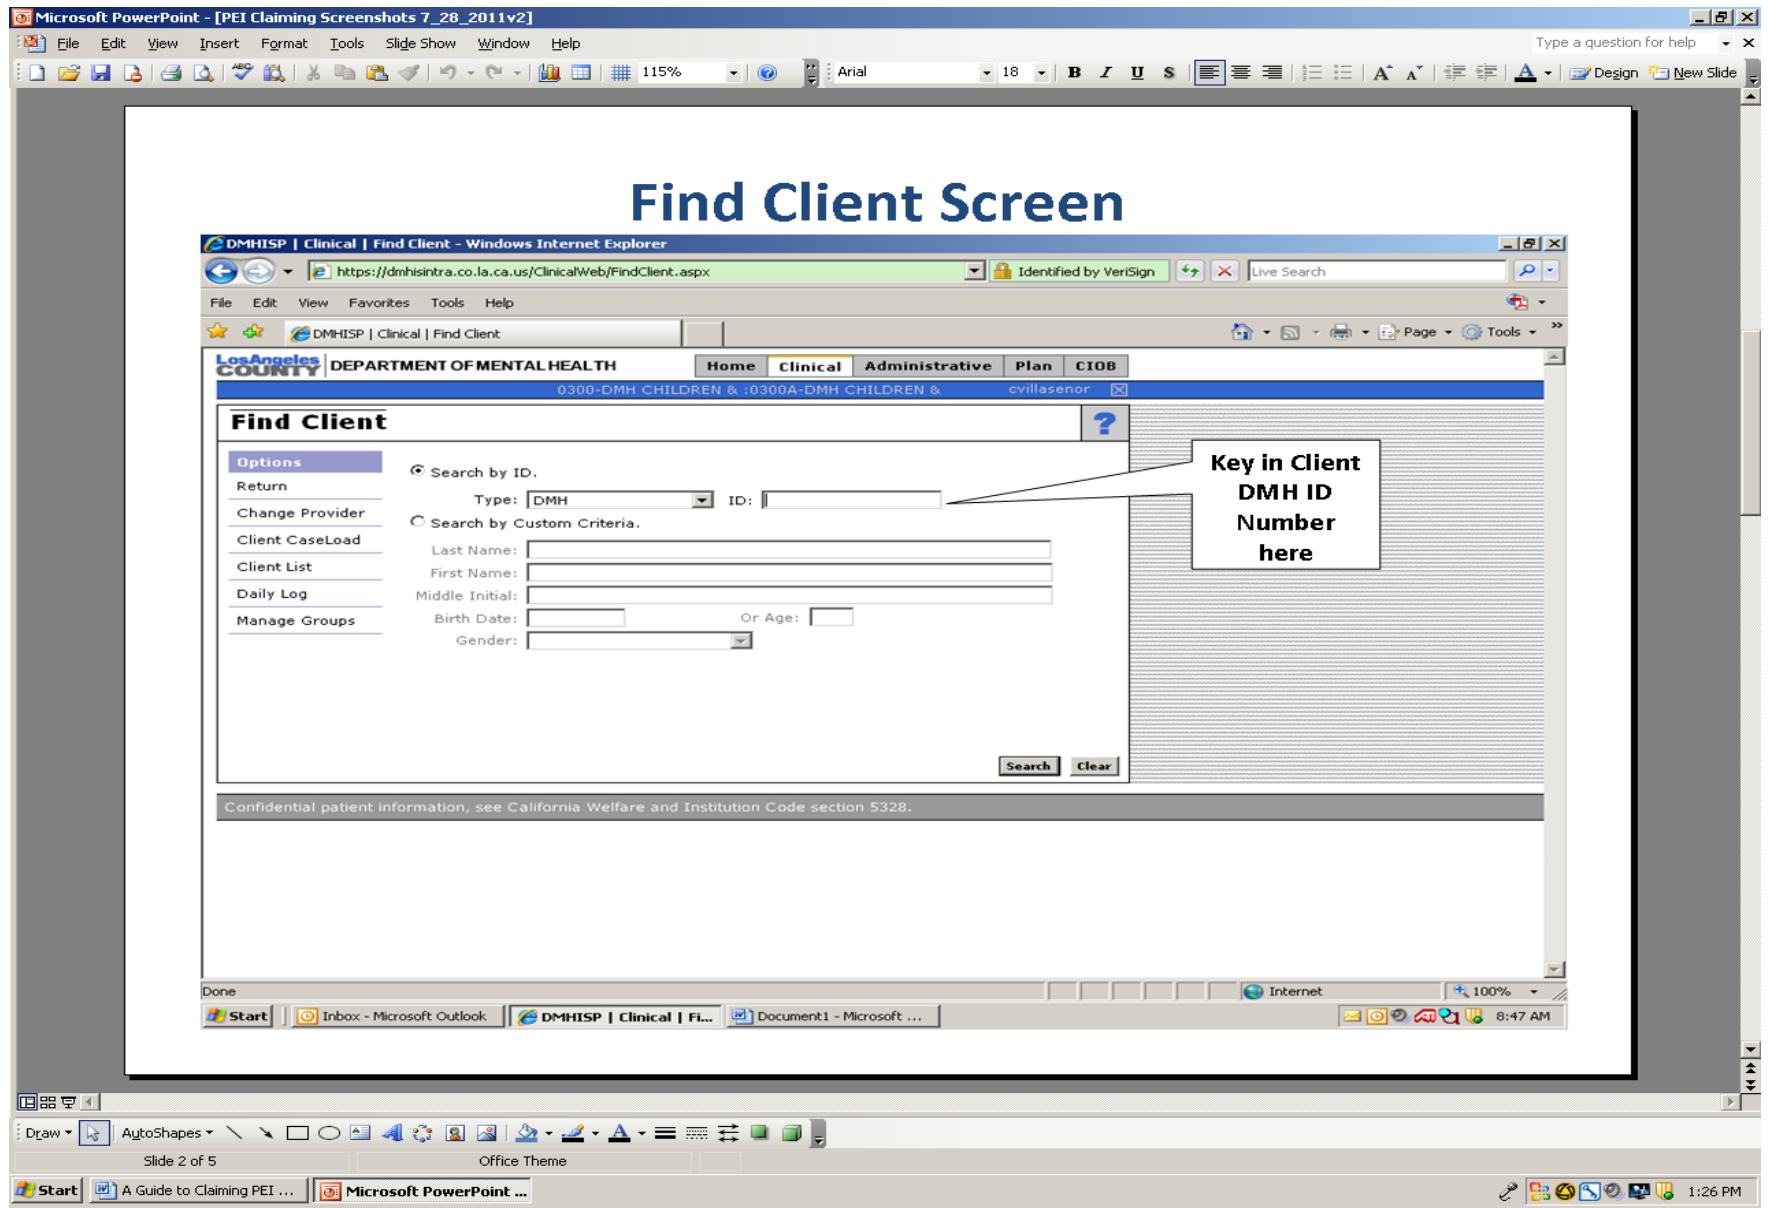 Microsoft PowerPoint - [PEI Claiming Screenshots 7_28_2011v2]
File Edit View Insert Format Tools Slide Show Window Help Type a question for help
115% Arial 18 B I U S A A A Design New Slide
Find Client Screen
DMHISP | Clinical | Find Client - Windows Internet Explorer
https://dmhisintra.co.la.ca.us/ClinicalWeb/FindClient.aspx Identified by VeriSign Live Search
File Edit View Favorites Tools Help
DMHISP | Clinical | Find Client Page Tools
LosAngeles COUNTY DEPARTMENT OF MENTAL HEALTH Home Clinical Administrative Plan CIOB
0300-DMH CHILDREN & :0300A-DMH CHILDREN & cvillasenor
Find Client ?
Options
Return
Change Provider
Client CaseLoad
Client List
Daily Log
Manage Groups
Search by ID.
Type: DMH ID:
Search by Custom Criteria.
Last Name:
First Name:
Middle Initial:
Birth Date: Or Age:
Gender:
Key in Client
DMH ID
Number
here
Search Clear
Confidential patient information, see California Welfare and Institution Code section 5328.
Done Internet 100%
Start Inbox - Microsoft Outlook DMHISP | Clinical | Fi... Document1 - Microsoft ... 8:47 AM
Draw AutoShapes A
Slide 2 of 5 Office Theme
Start A Guide to Claiming PEI ... Microsoft PowerPoint ... 1:26 PM